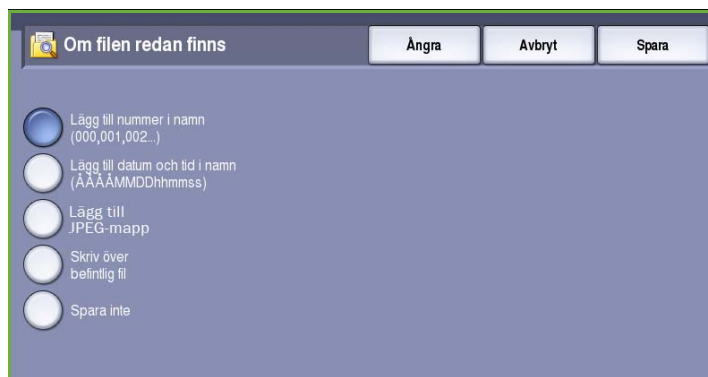 Om filen redan finns
Ångra
Avbryt
Spara
Lägg till nummer i namn
(000,001,002...)
Lägg till datum och tid i namn
(ÅÅÅÅMMDDhhmmss)
Lägg till
JPEG-mapp
Skriv över
befintlig fil
Spara inte